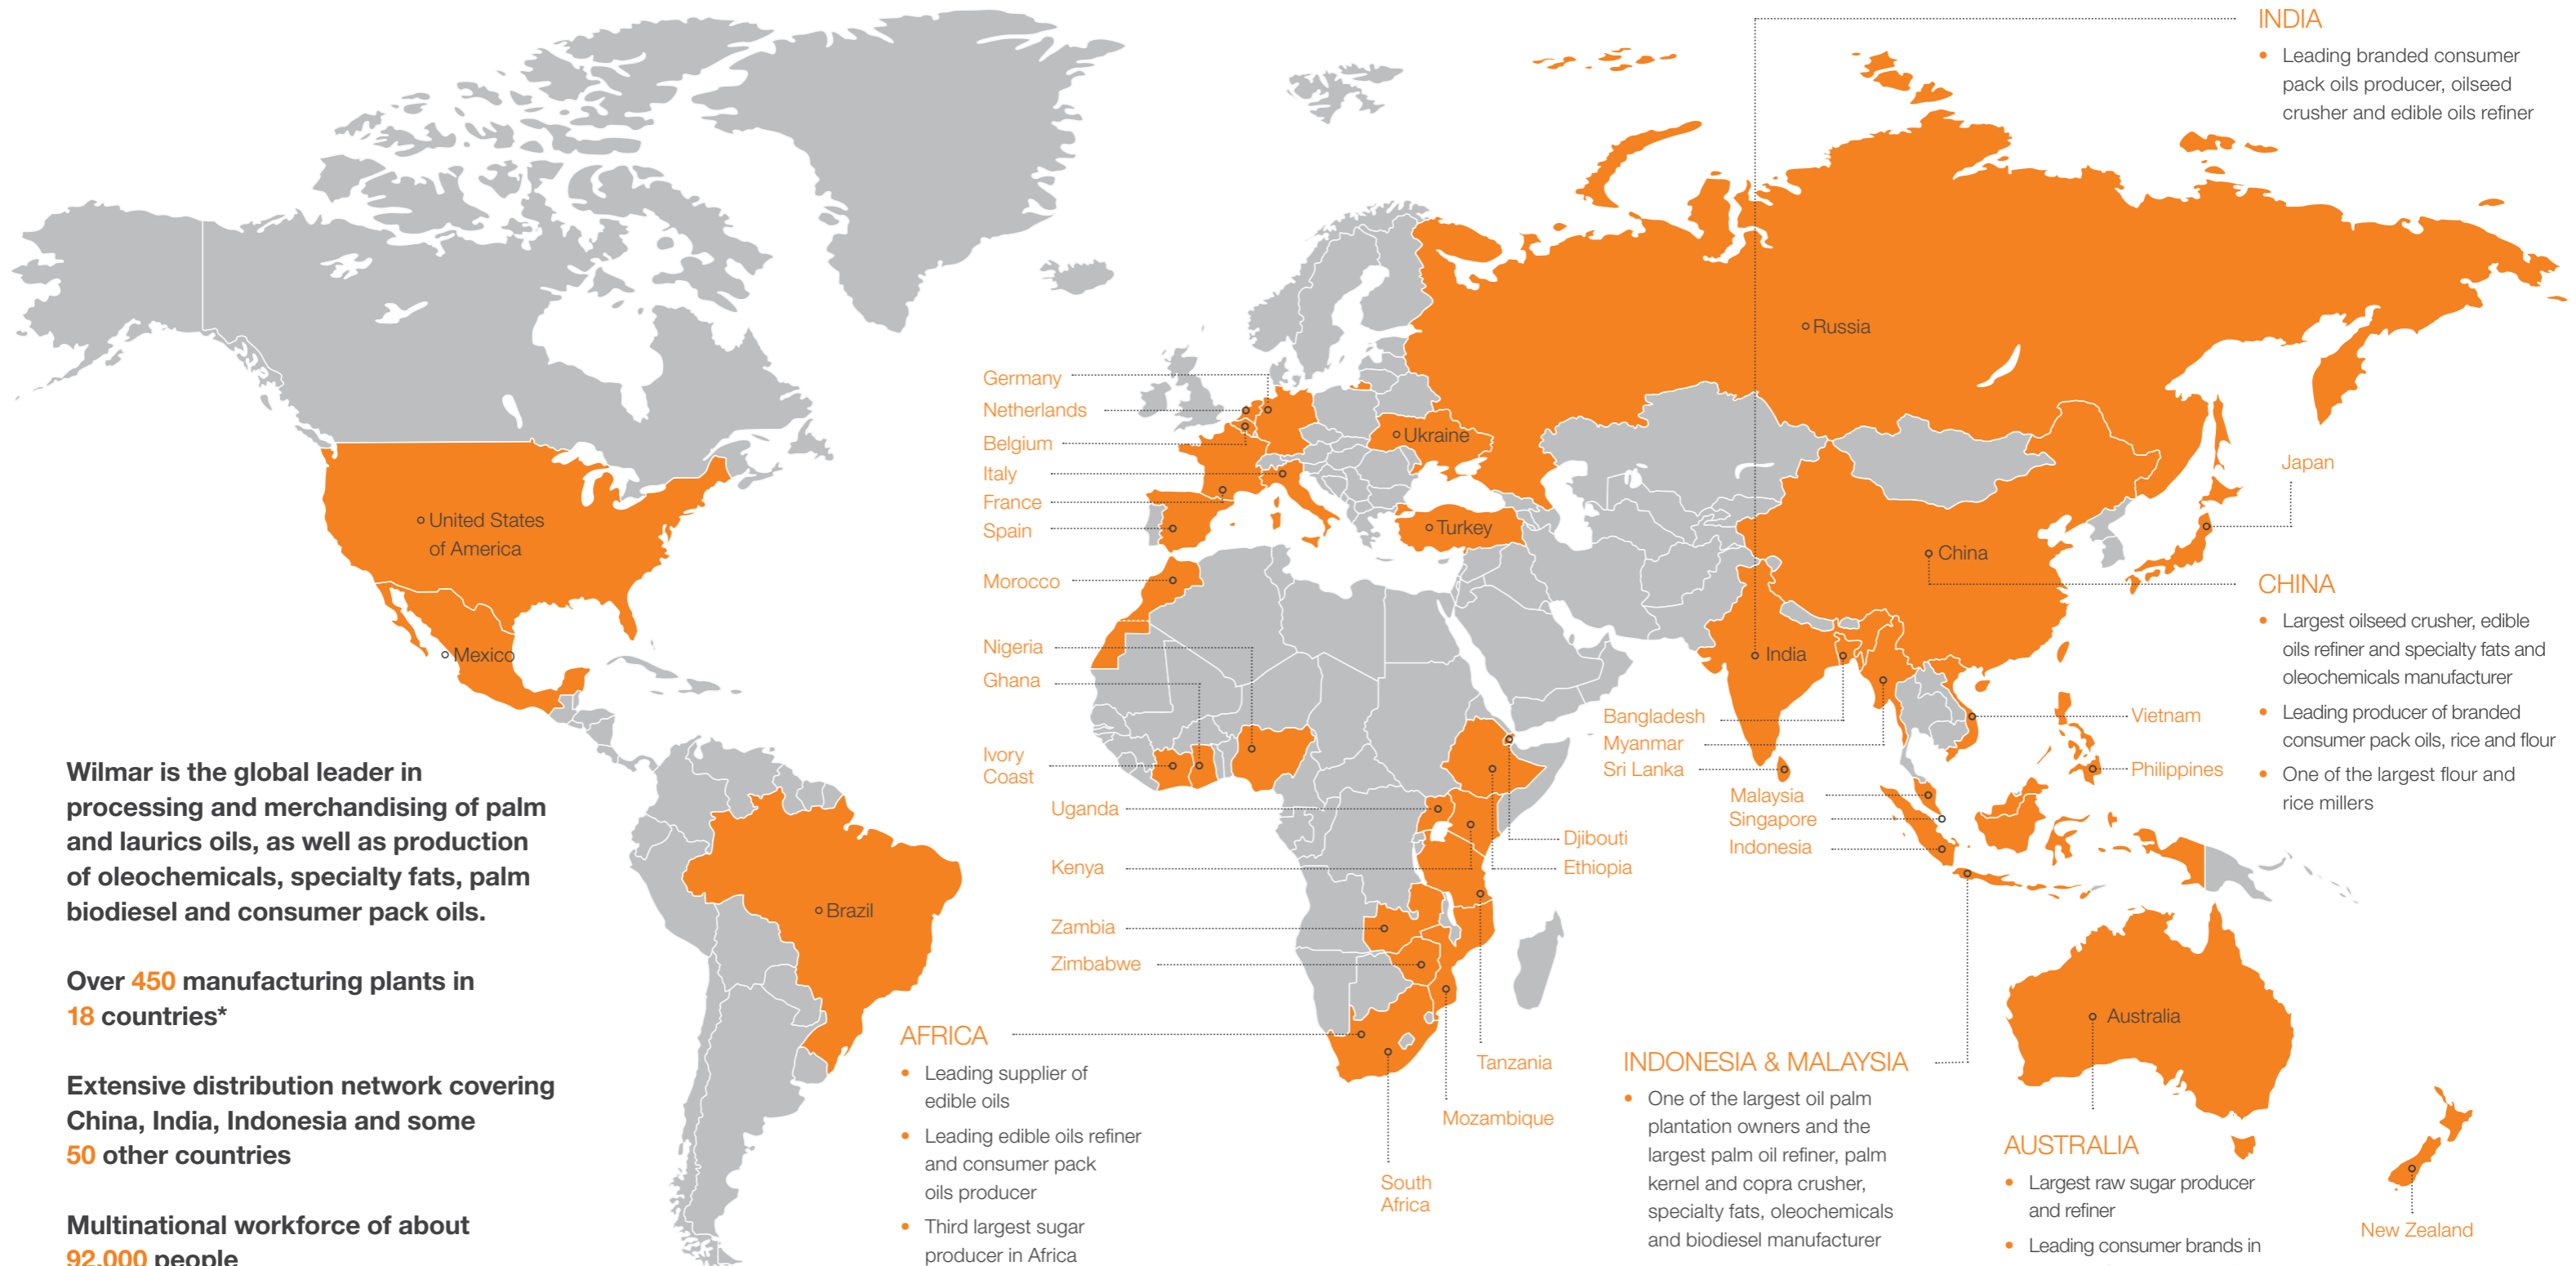 INDIA
• Leading branded consumer
pack oils producer, oilseed
crusher and edible oils refiner
Russia
Germany
Netherlands
Belgium
Italy
France
Spain
Ukraine
Turkey
Japan
United States
of America
Mexico
China
CHINA
• Largest oilseed crusher, edible
oils refiner and specialty fats and
oleochemicals manufacturer
• Leading producer of branded
consumer pack oils, rice and flour
• One of the largest flour and
rice millers
Morocco
Nigeria
Ghana
Ivory
Coast
Uganda
Kenya
Zambia
Zimbabwe
India
Bangladesh
Myanmar
Sri Lanka
Malaysia
Singapore
Indonesia
Vietnam
Philippines
Djibouti
Ethiopia
Brazil
Wilmar is the global leader in
processing and merchandising of palm
and laurics oils, as well as production
of oleochemicals, specialty fats, palm
biodiesel and consumer pack oils.
Over 450 manufacturing plants in
18 countries*
Extensive distribution network covering
China, India, Indonesia and some
50 other countries
Multinational workforce of about
92,000 people
AFRICA
• Leading supplier of
edible oils
• Leading edible oils refiner
and consumer pack
oils producer
• Third largest sugar
producer in Africa
Tanzania
Mozambique
South
Africa
INDONESIA & MALAYSIA
• One of the largest oil palm
plantation owners and the
largest palm oil refiner, palm
kernel and copra crusher,
specialty fats, oleochemicals
and biodiesel manufacturer
Australia
AUSTRALIA
• Largest raw sugar producer
and refiner
• Leading consumer brands in
New Zealand